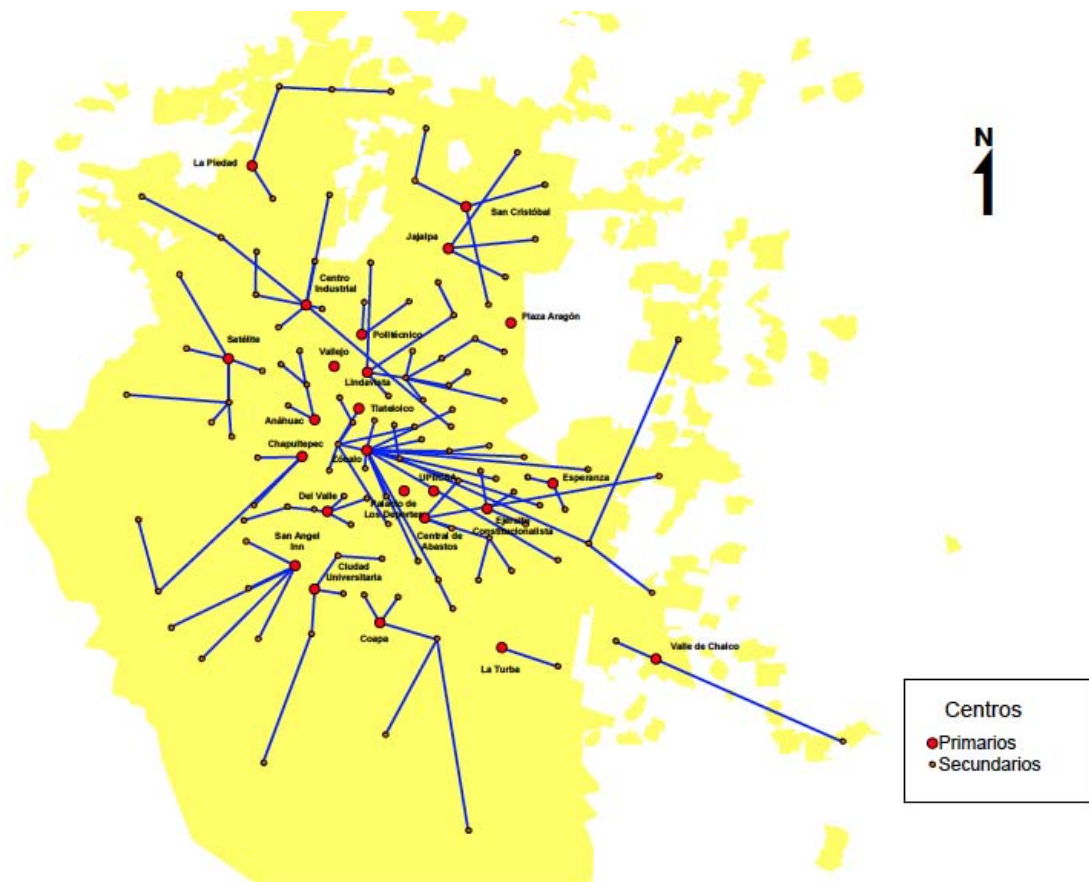 N
La Piedad
San Cristóbal
Jajalpa
Centro
Industrial
Plaza Aragón
Politécnico
Satélite
Vallejo
Lindavista
Tlatelolco
Anáhuac
Chapultepec
Zócalo
Esperanza
Del Valle
Palacio de
Los Deportes
Ejército
Constitucionalista
Central de
Abastos
San Angel
Inn
Ciudad
Universitaria
Coapa
La Turba
Valle de Chalco
Centros
Primarios
Secundarios